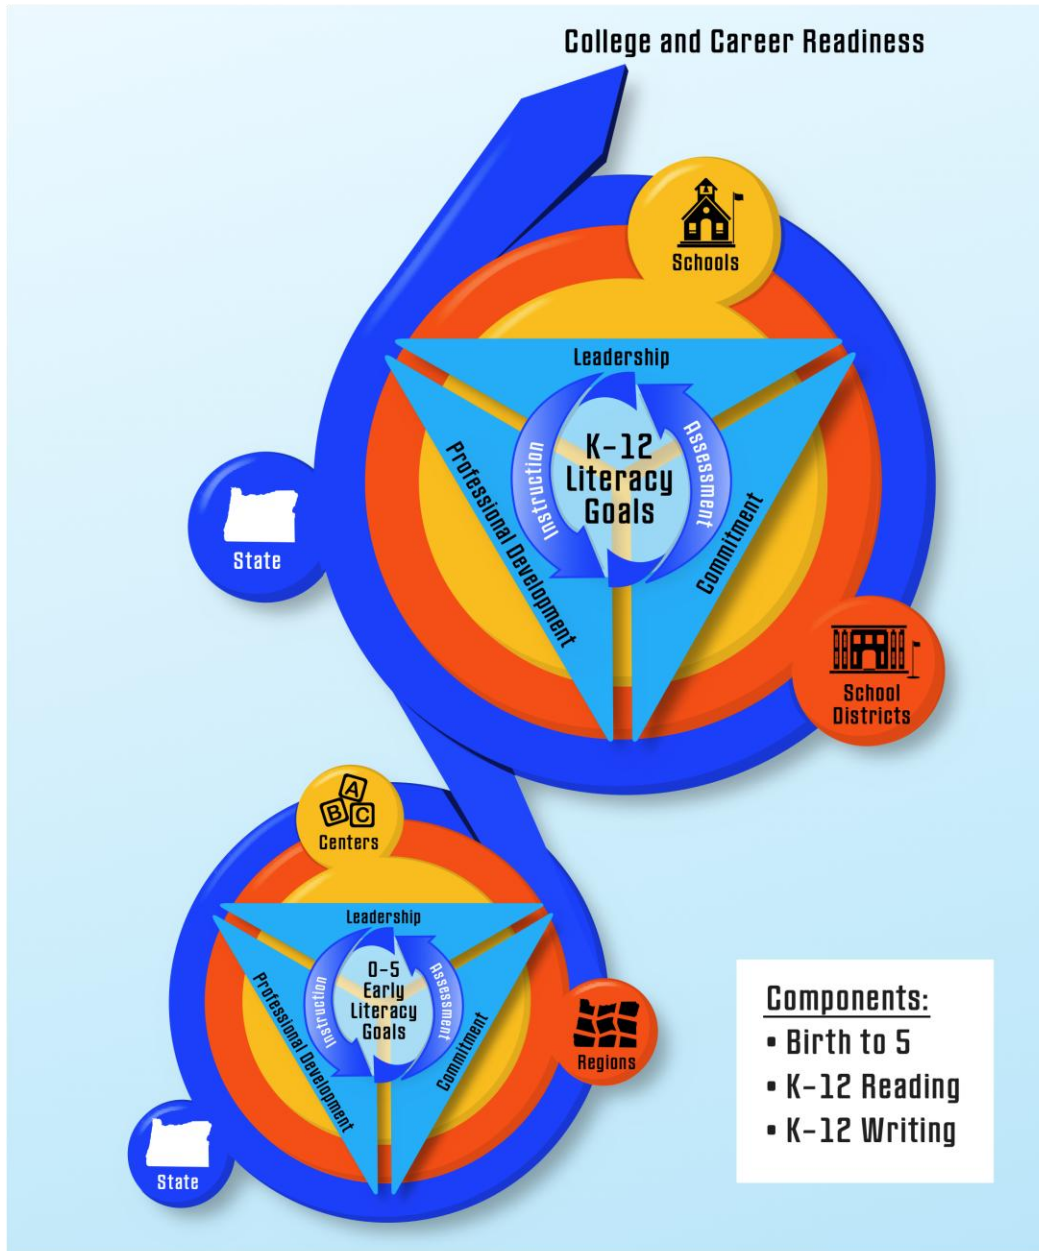 College and Career Readiness
Schools
Leadership
Professional Development
Instruction
Assessment
Commitment
K-12
Literacy
Goals
State
School
Districts
A
B C
Centers
Leadership
Professional Development
Instruction
Assessment
Commitment
0-5
Early
Literacy
Goals
Regions
State
Components:
• Birth to 5
• K-12 Reading
• K-12 Writing